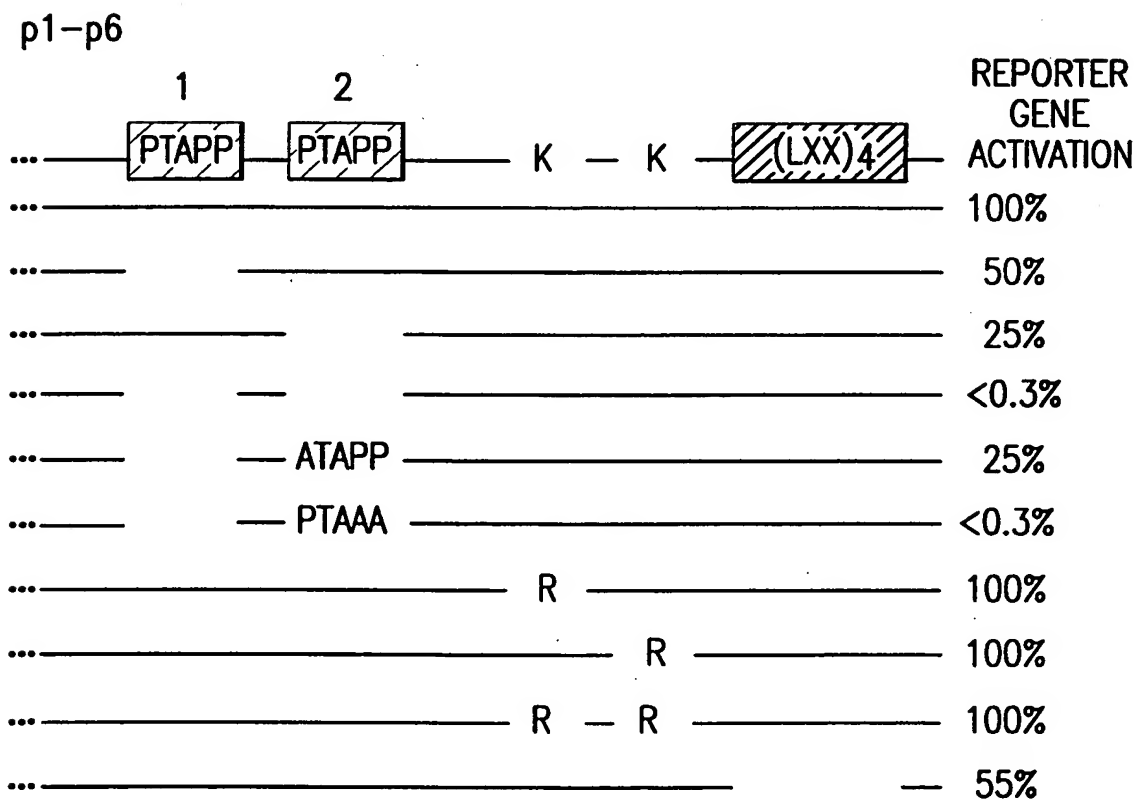 p1–p6
1 2
REPORTER
GENE
ACTIVATION
... PTAPP PTAPP K — K (LXX)4
... 100%
... 50%
... 25%
... <0.3%
... ATAPP 25%
... PTAAA <0.3%
... R 100%
... R 100%
... R — R 100%
... 55%